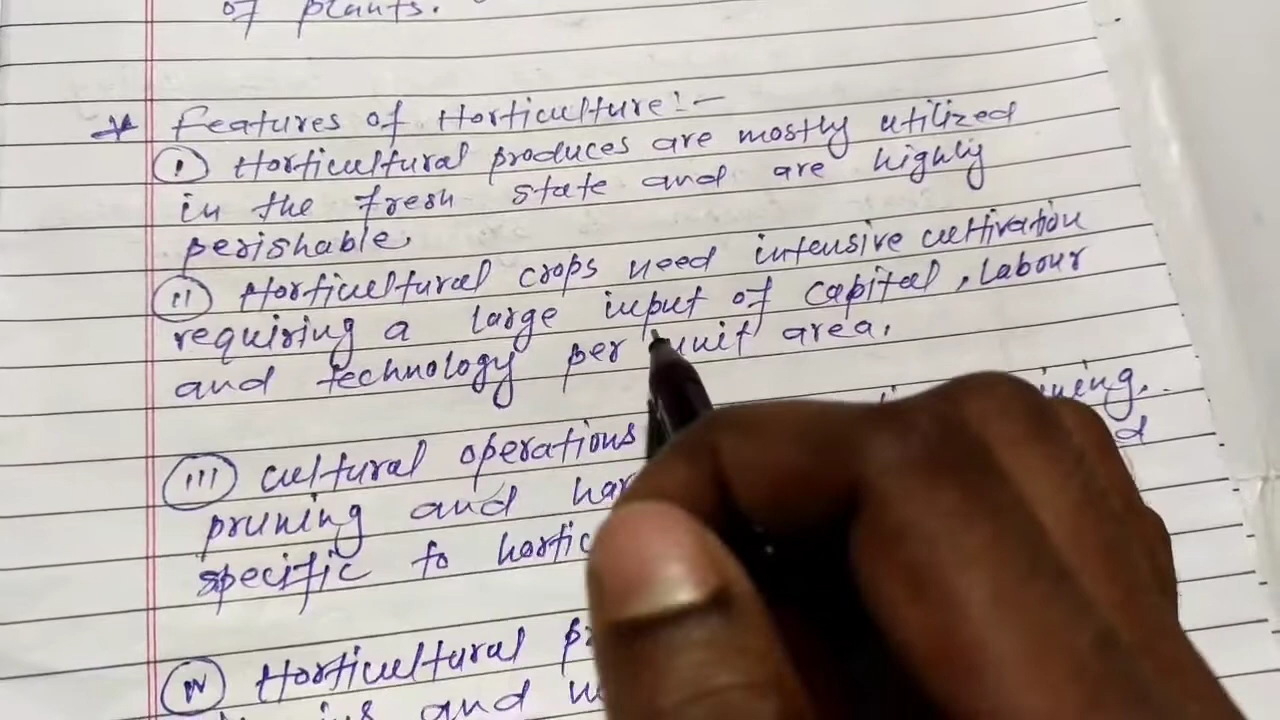 of plants.
* Features of Horticulture:-
(I) Horticultural produces are mostly utilized
in the fresh state and are highly
perishable.
(II) Horticultural crops need intensive cultivation
requiring a large input of capital, labour
and technology per unit area.
(III) cultural operations
pruning and
specific to
(IV) Horticultural
and